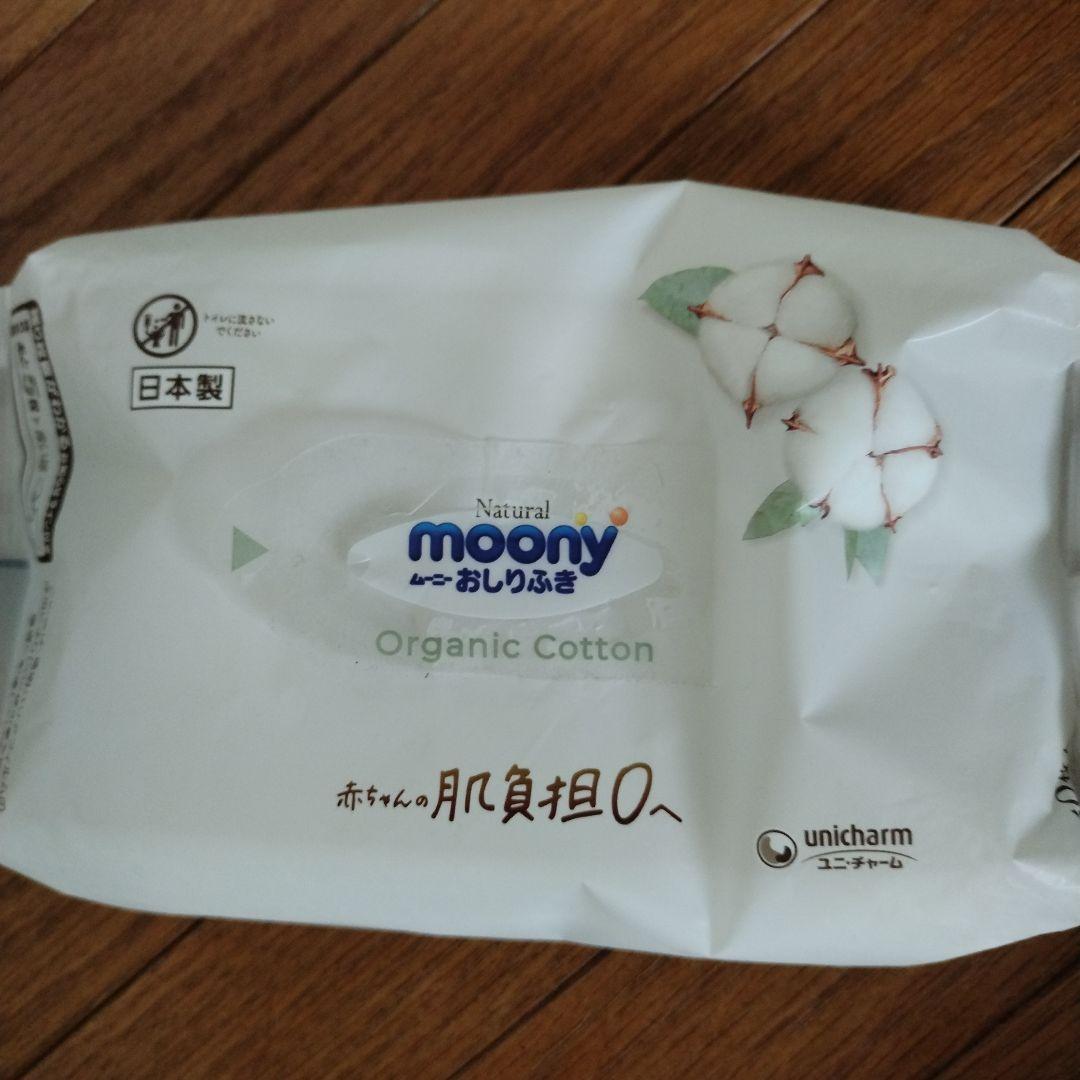 トイレに流さない
でください
日本製
Natural
moony
ムーニーおしりふき
Organic Cotton
赤ちゃんの肌負担0へ
unicharm
ユニ・チャーム